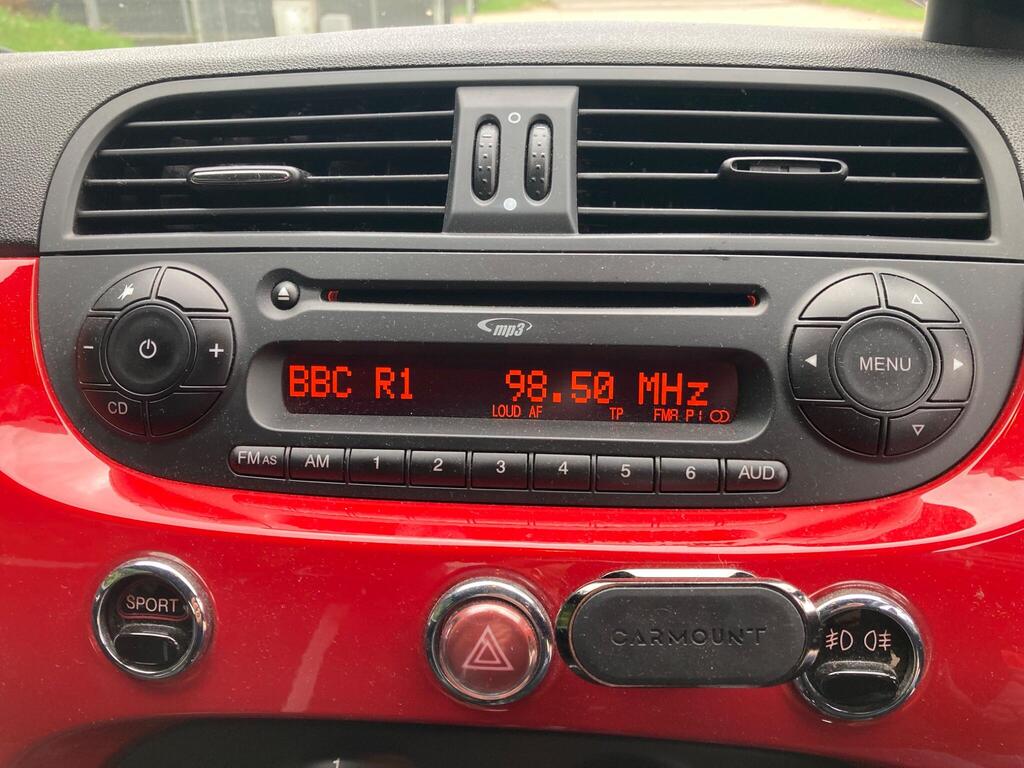 mp3
BBC R1 98.50 MHz
LOUD AF TP FMR P1
- + CD
MENU
FM AS AM 1 2 3 4 5 6 AUD
SPORT
CARMOUNT
1